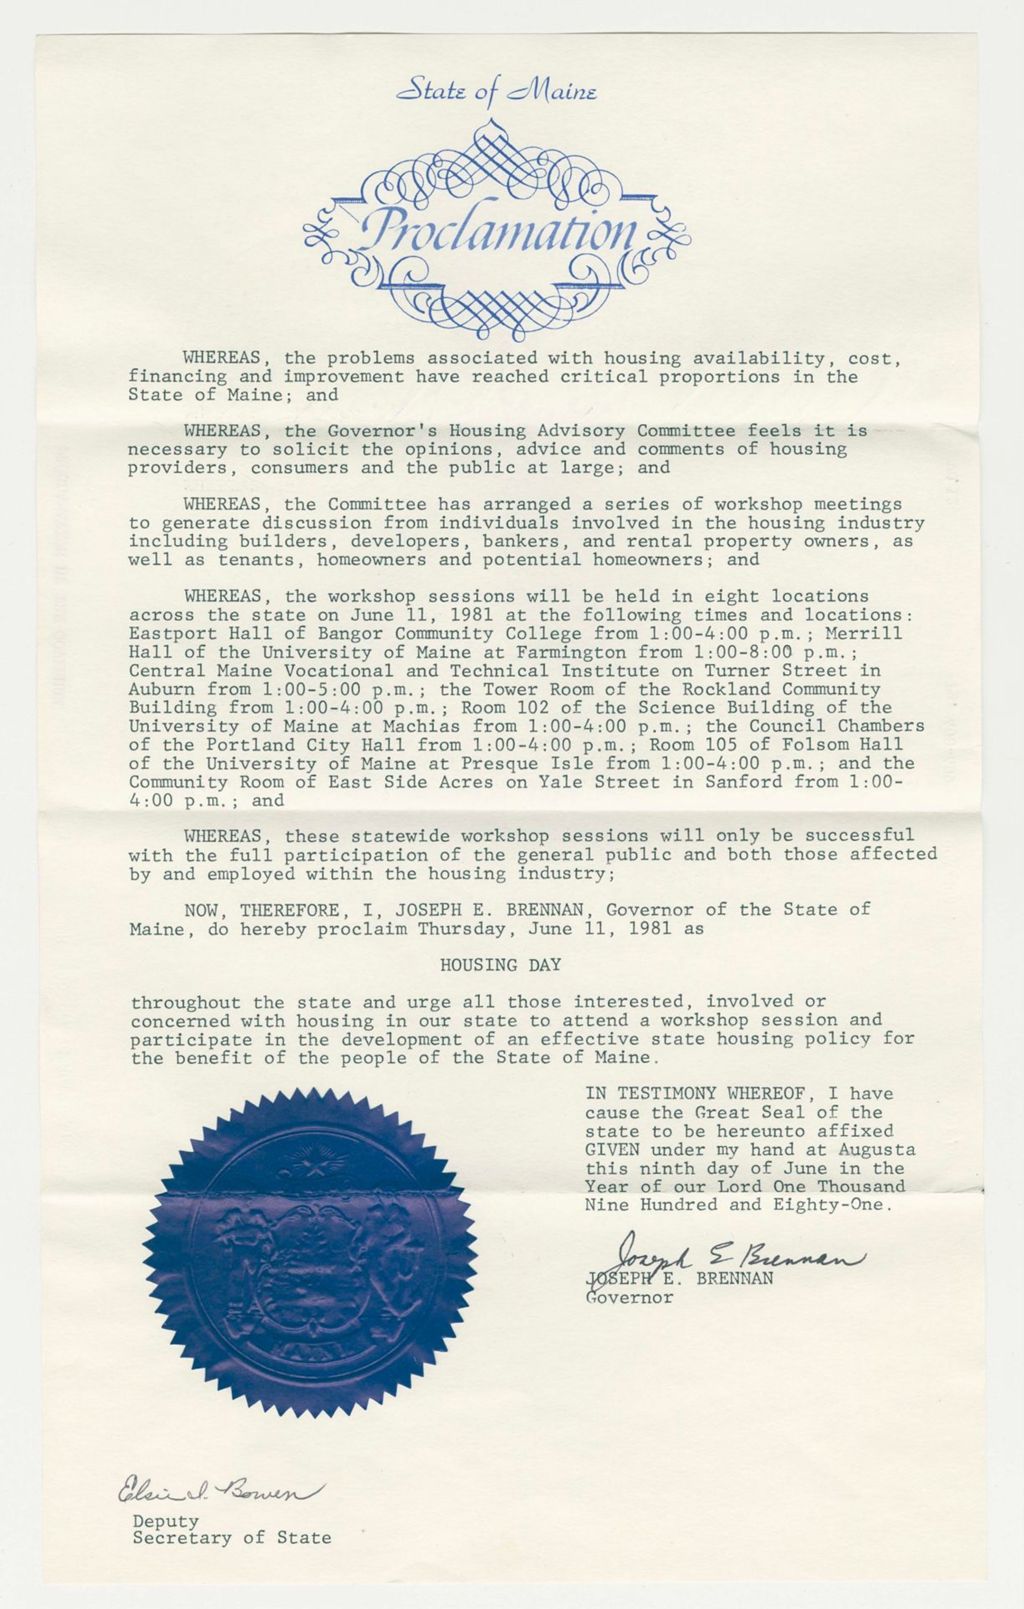 State of Maine
Proclamation
WHEREAS, the problems associated with housing availability, cost,
financing and improvement have reached critical proportions in the
State of Maine; and
WHEREAS, the Governor's Housing Advisory Committee feels it is
necessary to solicit the opinions, advice and comments of housing
providers, consumers and the public at large; and
WHEREAS, the Committee has arranged a series of workshop meetings
to generate discussion from individuals involved in the housing industry
including builders, developers, bankers, and rental property owners, as
well as tenants, homeowners and potential homeowners; and
WHEREAS, the workshop sessions will be held in eight locations
across the state on June 11, 1981 at the following times and locations:
Eastport Hall of Bangor Community College from 1:00-4:00 p.m.; Merrill
Hall of the University of Maine at Farmington from 1:00-8:00 p.m.;
Central Maine Vocational and Technical Institute on Turner Street in
Auburn from 1:00-5:00 p.m.; the Tower Room of the Rockland Community
Building from 1:00-4:00 p.m.; Room 102 of the Science Building of the
University of Maine at Machias from 1:00-4:00 p.m.; the Council Chambers
of the Portland City Hall from 1:00-4:00 p.m.; Room 105 of Folsom Hall
of the University of Maine at Presque Isle from 1:00-4:00 p.m.; and the
Community Room of East Side Acres on Yale Street in Sanford from 1:00-
4:00 p.m.; and
WHEREAS, these statewide workshop sessions will only be successful
with the full participation of the general public and both those affected
by and employed within the housing industry;
NOW, THEREFORE, I, JOSEPH E. BRENNAN, Governor of the State of
Maine, do hereby proclaim Thursday, June 11, 1981 as
HOUSING DAY
throughout the state and urge all those interested, involved or
concerned with housing in our state to attend a workshop session and
participate in the development of an effective state housing policy for
the benefit of the people of the State of Maine.
IN TESTIMONY WHEREOF, I have
cause the Great Seal of the
state to be hereunto affixed
GIVEN under my hand at Augusta
this ninth day of June in the
Year of our Lord One Thousand
Nine Hundred and Eighty-One.
Joseph E Brennan
JOSEPH E. BRENNAN
Governor
MAINE
Elsie I. Bowen
Deputy
Secretary of State